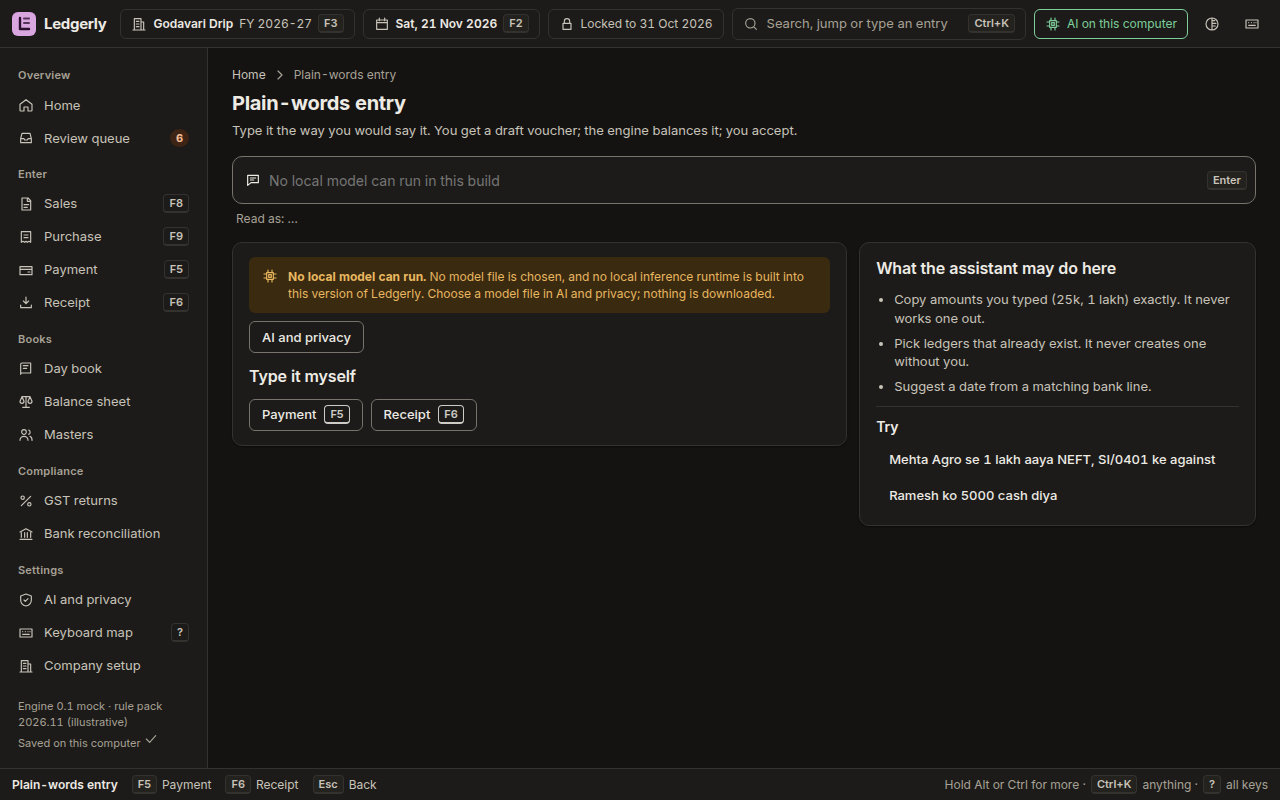 Ledgerly
Godavari Drip FY 2026-27 F3
Sat, 21 Nov 2026 F2
Locked to 31 Oct 2026
Search, jump or type an entry Ctrl+K
AI on this computer
Overview
Home
Review queue 6
Enter
Sales F8
Purchase F9
Payment F5
Receipt F6
Books
Day book
Balance sheet
Masters
Compliance
GST returns
Bank reconciliation
Settings
AI and privacy
Keyboard map ?
Company setup
Engine 0.1 mock · rule pack
2026.11 (illustrative)
Saved on this computer
Home Plain-words entry
Plain-words entry
Type it the way you would say it. You get a draft voucher; the engine balances it; you accept.
No local model can run in this build Enter
Read as: ...
No local model can run. No model file is chosen, and no local inference runtime is built into
this version of Ledgerly. Choose a model file in AI and privacy; nothing is downloaded.
AI and privacy
Type it myself
Payment F5 Receipt F6
What the assistant may do here
• Copy amounts you typed (25k, 1 lakh) exactly. It never
works one out.
• Pick ledgers that already exist. It never creates one
without you.
• Suggest a date from a matching bank line.
Try
Mehta Agro se 1 lakh aaya NEFT, SI/0401 ke against
Ramesh ko 5000 cash diya
Plain-words entry F5 Payment F6 Receipt Esc Back
Hold Alt or Ctrl for more · Ctrl+K anything · ? all keys